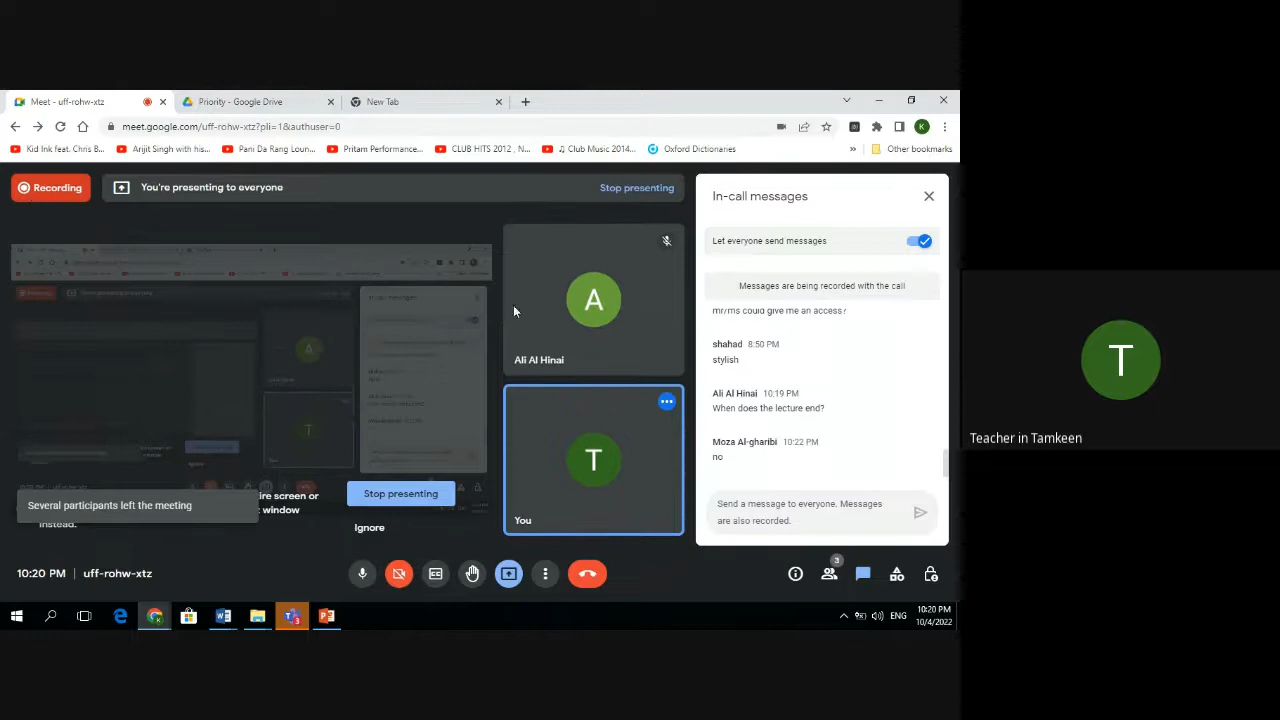 Meet - uff-rohw-xtz
Priority - Google Drive
New Tab
meet.google.com/uff-rohw-xtz?pli=1&authuser=0
K
Kid Ink feat. Chris B...
Arijit Singh with his...
Pani Da Rang Loun...
Pritam Performance...
CLUB HITS 2012 , N...
♫ Club Music 2014...
Oxford Dictionaries
»
Other bookmarks
Recording
You're presenting to everyone
Stop presenting
In-call messages
Let everyone send messages
Messages are being recorded with the call
mr/ms could give me an access?
shahad 8:50 PM
stylish
Ali Al Hinai 10:19 PM
When does the lecture end?
Moza Al-gharibi 10:22 PM
no
Send a message to everyone. Messages
are also recorded.
A
Ali Al Hinai
T
You
Several participants left the meeting
ire screen or
t window
instead.
Stop presenting
Ignore
10:20 PM | uff-rohw-xtz
3
ENG
10:20 PM
10/4/2022
T
Teacher in Tamkeen